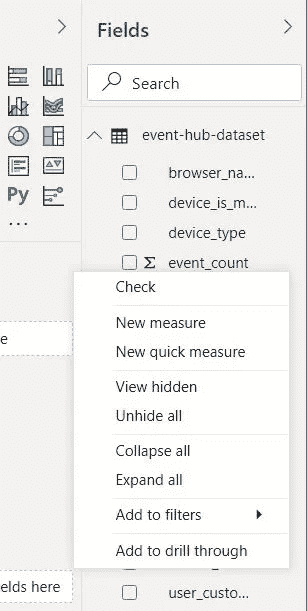 Fields
Search
event-hub-dataset
browser_na...
device_is_m...
device_type
event_count
Py
...
Check
New measure
New quick measure
View hidden
Unhide all
Collapse all
Expand all
Add to filters
Add to drill through
e
elds here
user_custo...